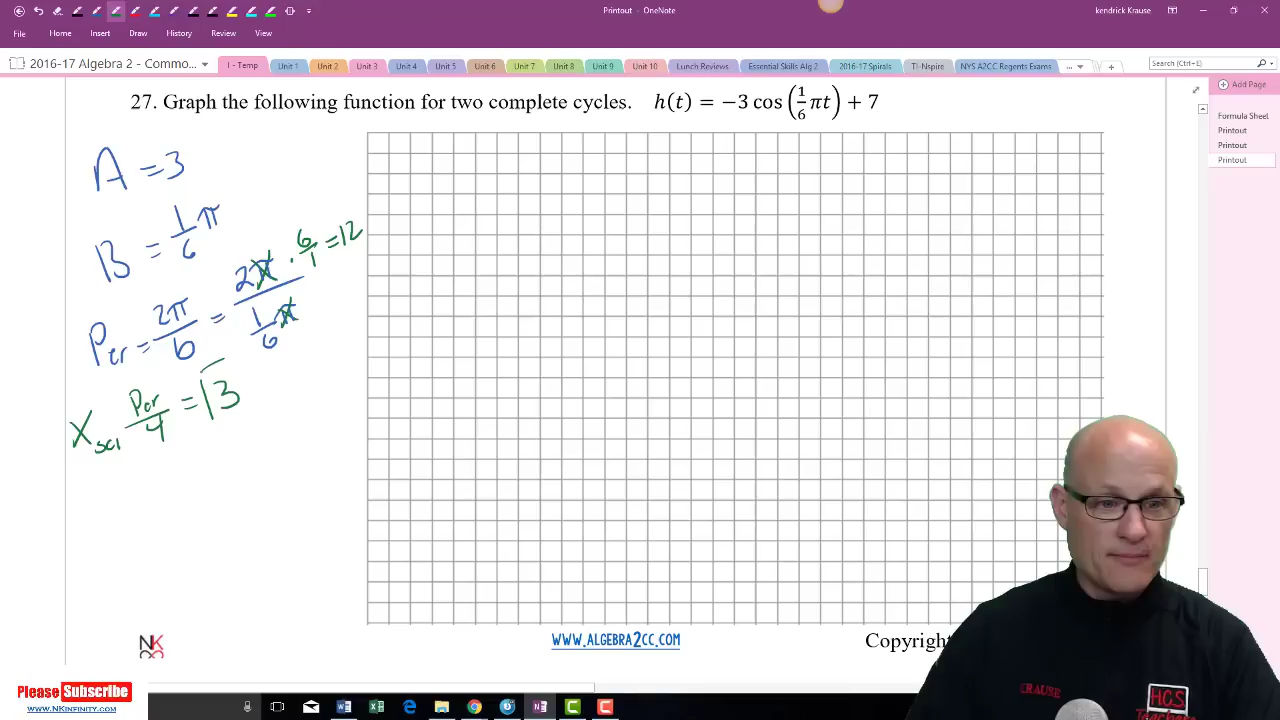 Printout - OneNote
kendrick Krause
File Home Insert Draw History Review View
2016-17 Algebra 2 - Commo...
I - Temp Unit 1 Unit 2 Unit 3 Unit 4 Unit 5 Unit 6 Unit 7 Unit 8 Unit 9 Unit 10 Lunch Reviews Essential Skills Alg 2 2016-17 Spirals TI-Nspire NYS A2CC Regents Exams ...
Search (Ctrl+E)
Add Page
Formula Sheet
Printout
Printout
Printout
27. Graph the following function for two complete cycles. h(t) = −3 cos(1/6 πt) + 7
A = 3
B = 1/6 π
Per = 2π/b = 2π/(1/6 π) · 6/1 = 12
Xscl Per/4 = 13
WWW.ALGEBRA2CC.COM
Copyright
NK
Please Subscribe
WWW.NKINFINITY.COM
KRAUSE
H.G.S.
Teachers